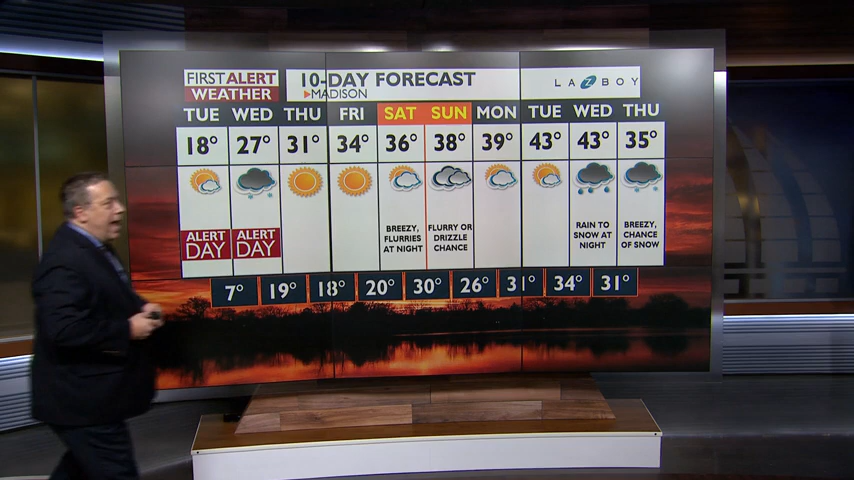 FIRST ALERT
WEATHER
10-DAY FORECAST
MADISON
LA Z BOY
TUE WED THU FRI SAT SUN MON TUE WED THU
18° 27° 31° 34° 36° 38° 39° 43° 43° 35°
ALERT DAY
ALERT DAY
BREEZY, FLURRIES AT NIGHT
FLURRY OR DRIZZLE CHANCE
RAIN TO SNOW AT NIGHT
BREEZY, CHANCE OF SNOW
7° 19° 18° 20° 30° 26° 31° 34° 31°